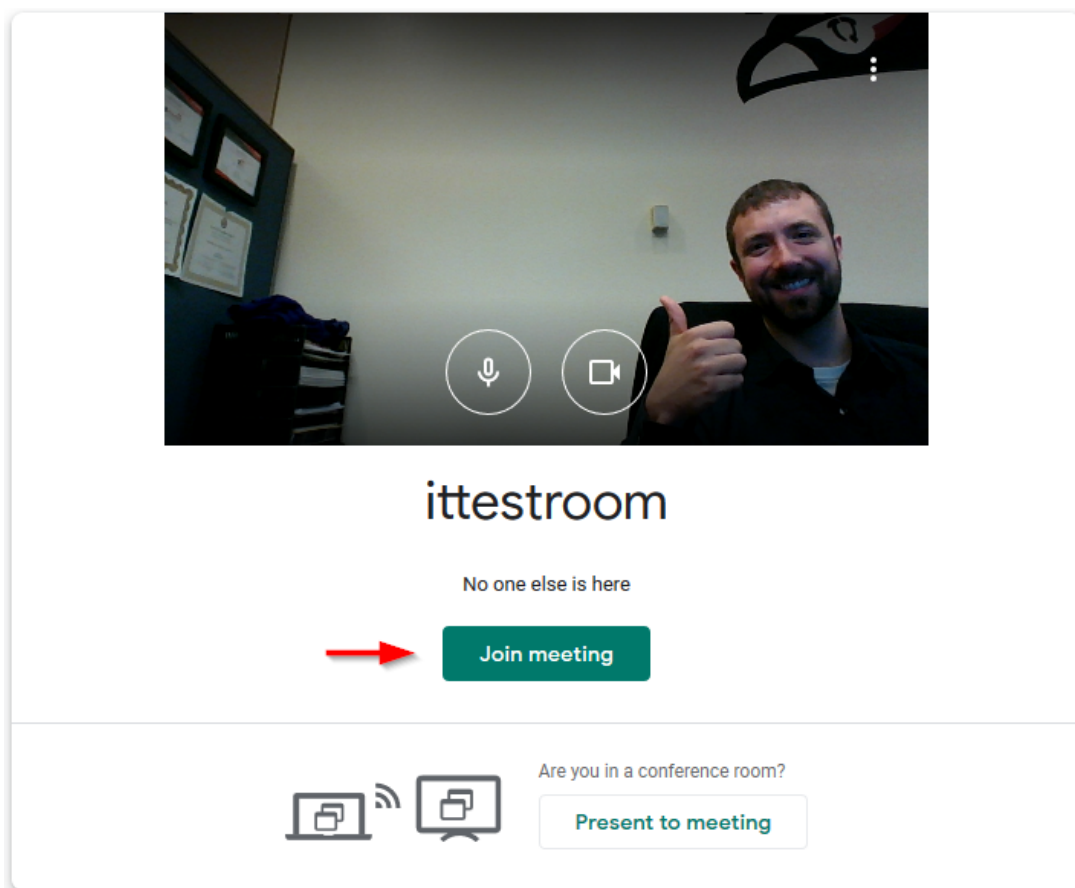 ittestroom
No one else is here
Join meeting
Are you in a conference room?
Present to meeting